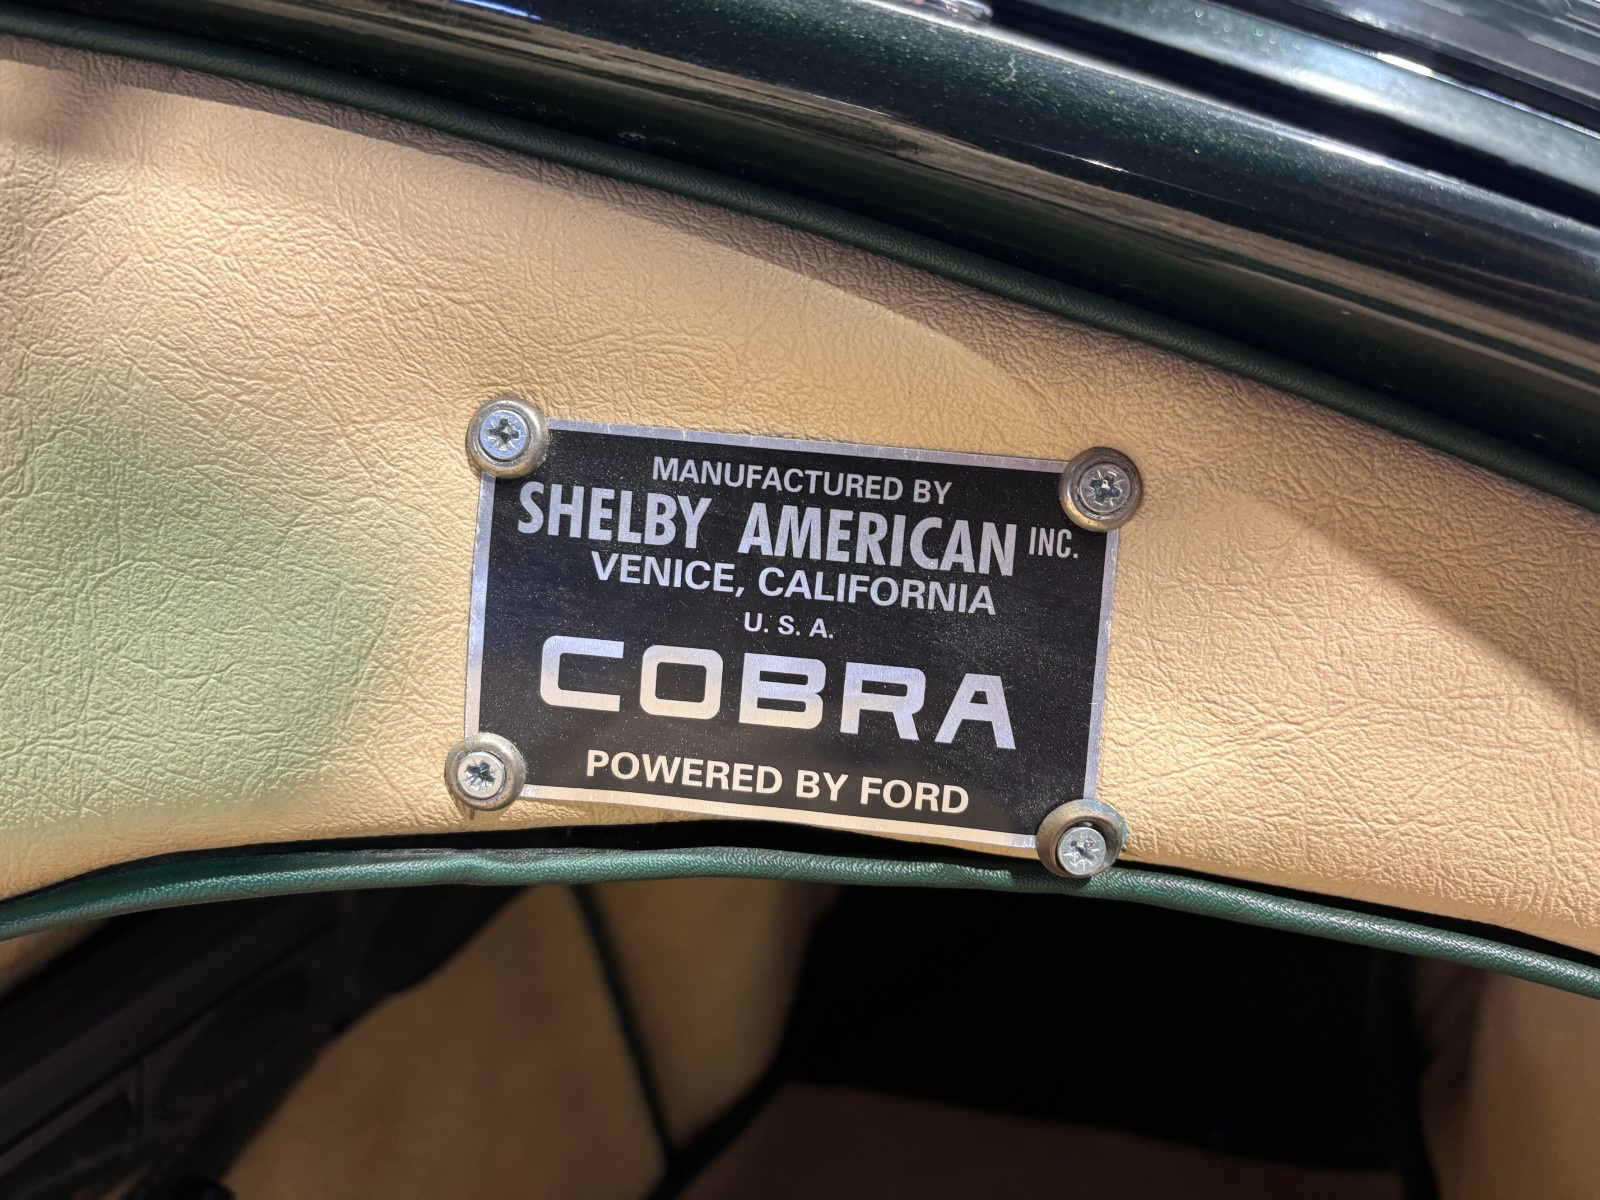 MANUFACTURED BY
SHELBY AMERICAN INC.
VENICE, CALIFORNIA
U. S. A.
COBRA
POWERED BY FORD